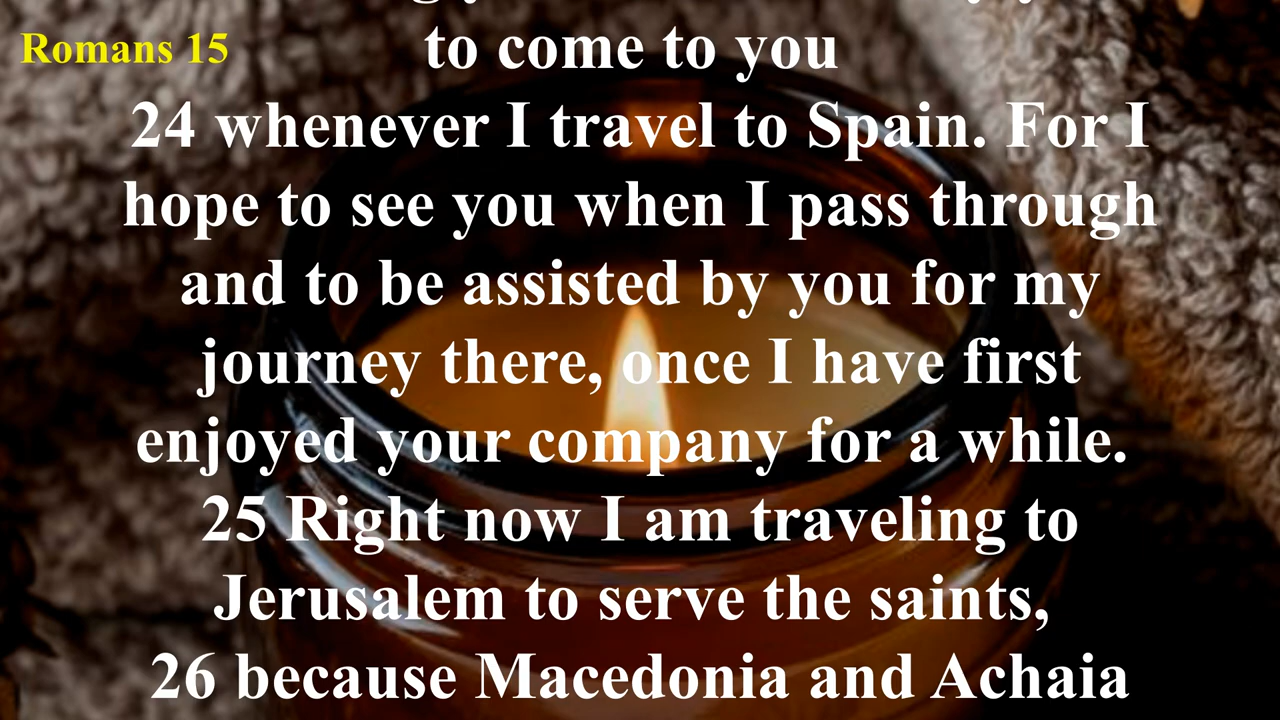 Romans 15
to come to you
24 whenever I travel to Spain. For I
hope to see you when I pass through
and to be assisted by you for my
journey there, once I have first
enjoyed your company for a while.
25 Right now I am traveling to
Jerusalem to serve the saints,
26 because Macedonia and Achaia